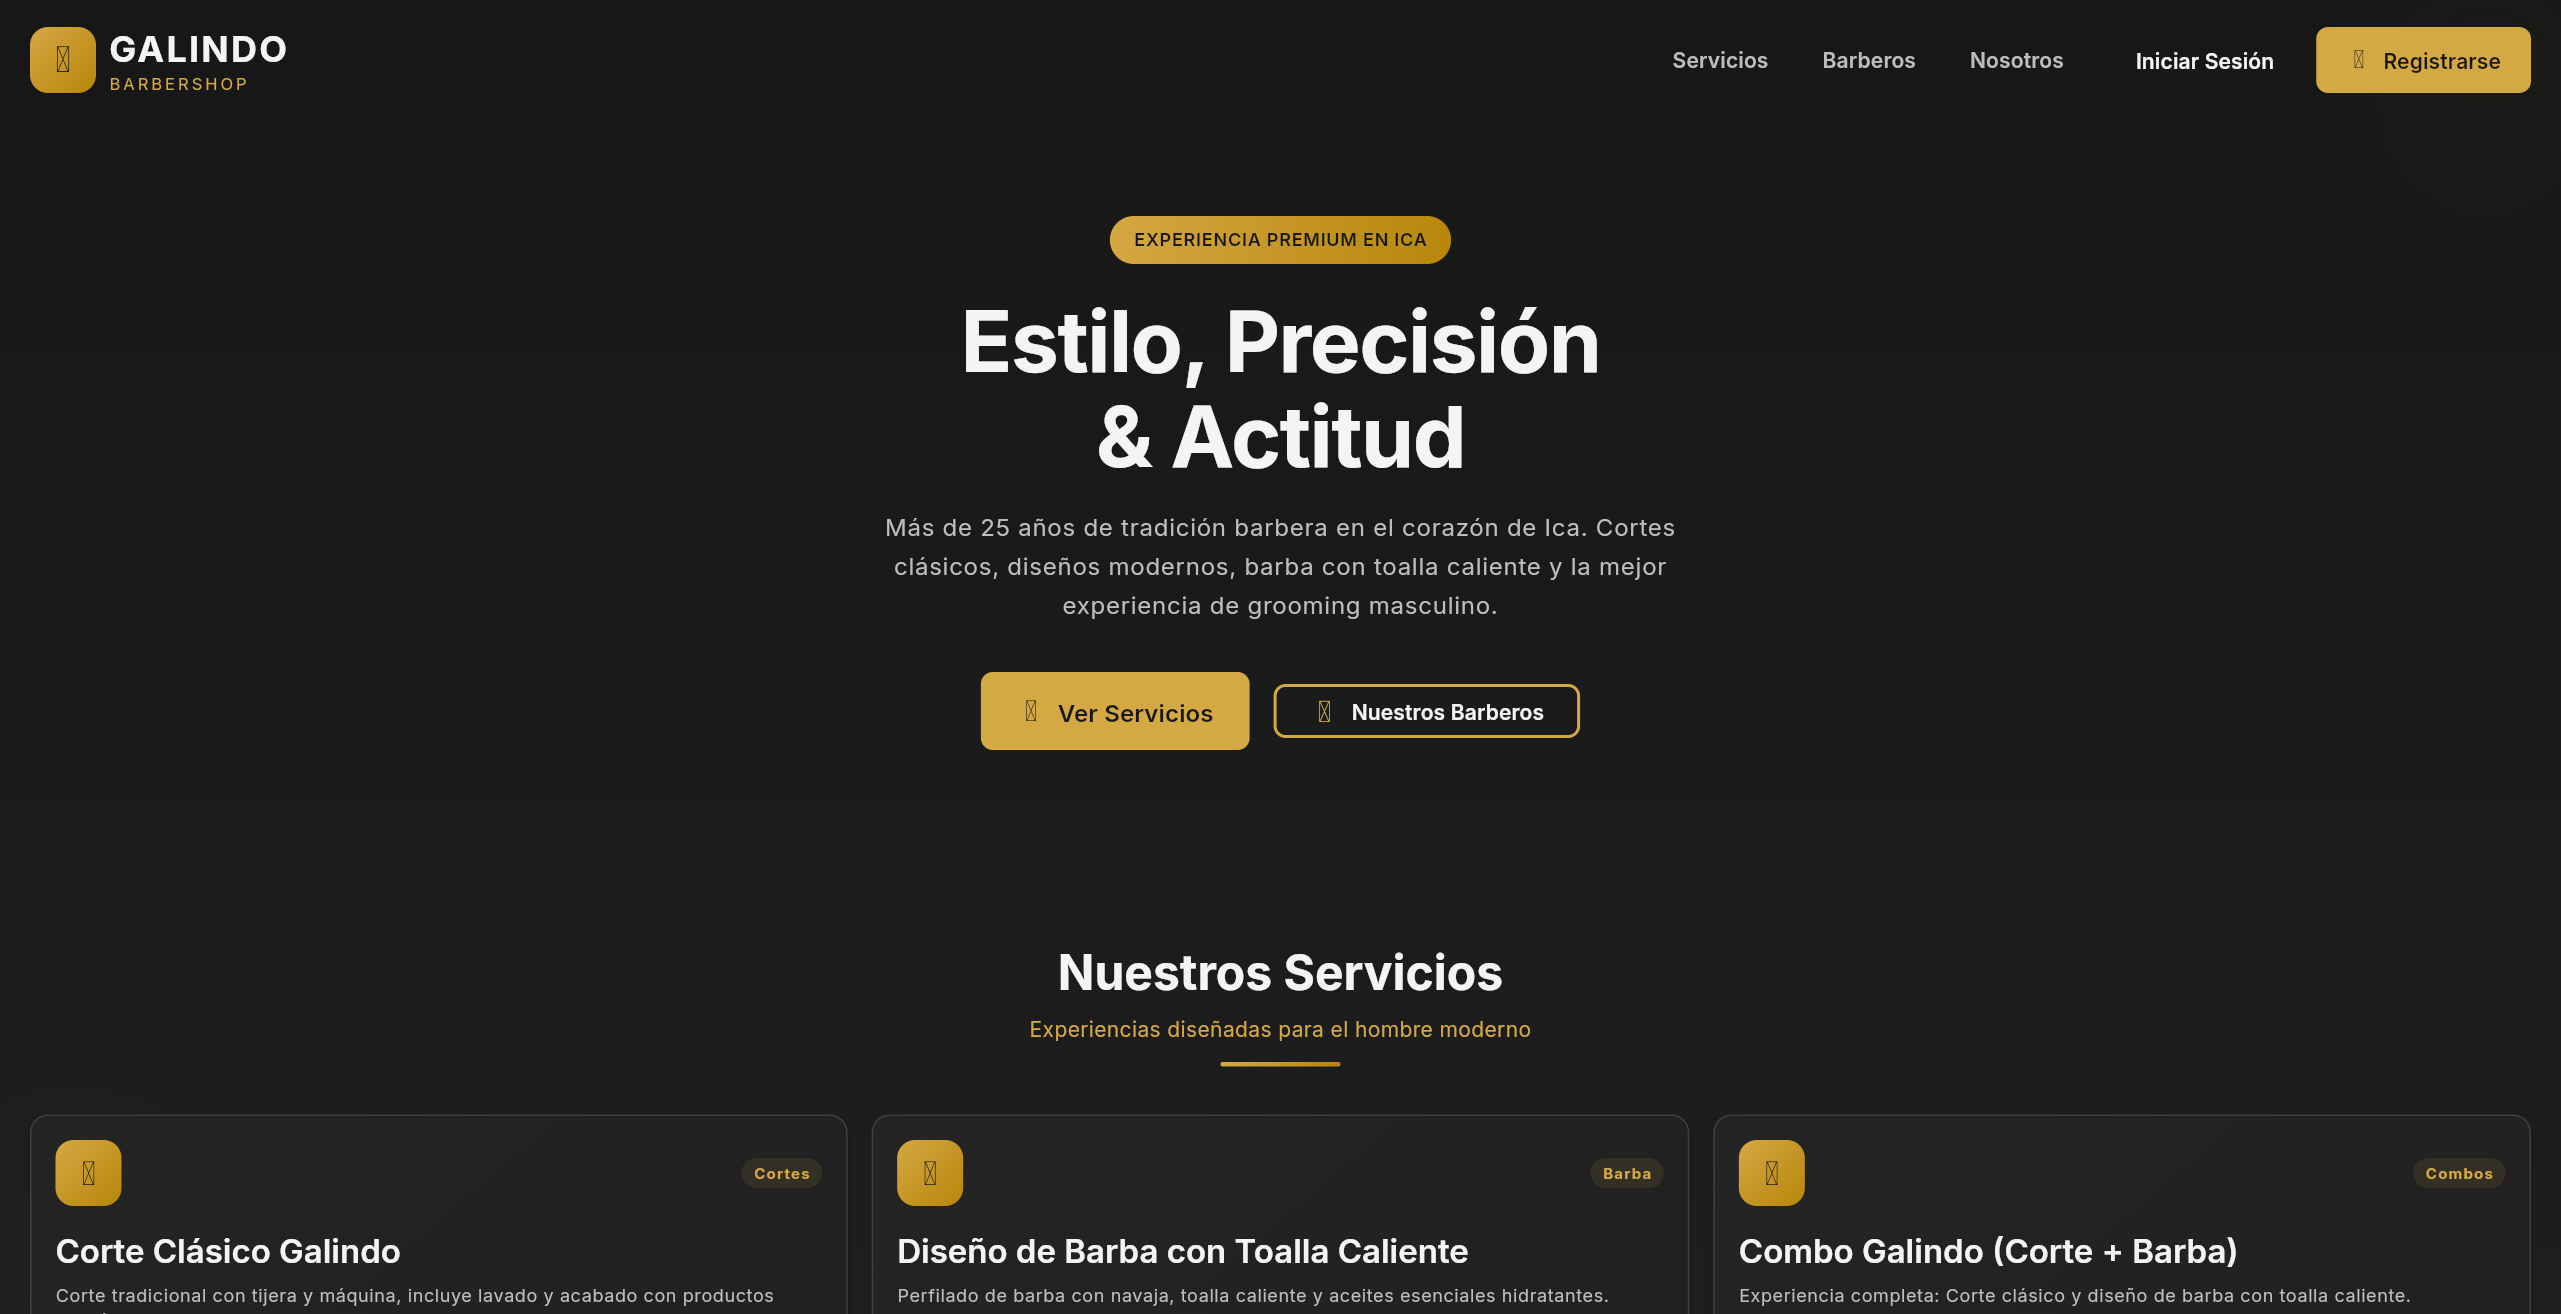 GALINDO
BARBERSHOP
Servicios
Barberos
Nosotros
Iniciar Sesión
Registrarse
EXPERIENCIA PREMIUM EN ICA
Estilo, Precisión
& Actitud
Más de 25 años de tradición barbera en el corazón de Ica. Cortes
clásicos, diseños modernos, barba con toalla caliente y la mejor
experiencia de grooming masculino.
Ver Servicios
Nuestros Barberos
Nuestros Servicios
Experiencias diseñadas para el hombre moderno
Cortes
Corte Clásico Galindo
Corte tradicional con tijera y máquina, incluye lavado y acabado con productos
Barba
Diseño de Barba con Toalla Caliente
Perfilado de barba con navaja, toalla caliente y aceites esenciales hidratantes.
Combos
Combo Galindo (Corte + Barba)
Experiencia completa: Corte clásico y diseño de barba con toalla caliente.